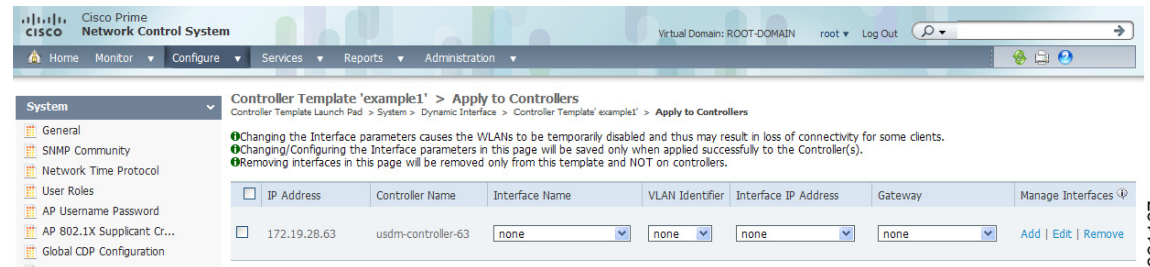 Cisco Prime
CISCO Network Control System
Virtual Domain: ROOT-DOMAIN root Log Out
Home Monitor Configure Services Reports Administration
System
General
SNMP Community
Network Time Protocol
User Roles
AP Username Password
AP 802.1X Supplicant Cr...
Global CDP Configuration
Controller Template 'example1' > Apply to Controllers
Controller Template Launch Pad > System > Dynamic Interface > Controller Template' example1' > Apply to Controllers
Changing the Interface parameters causes the WLANs to be temporarily disabled and thus may result in loss of connectivity for some clients.
Changing/Configuring the Interface parameters in this page will be saved only when applied successfully to the Controller(s).
Removing interfaces in this page will be removed only from this template and NOT on controllers.
IP Address Controller Name Interface Name VLAN Identifier Interface IP Address Gateway Manage Interfaces
172.19.28.63 usdm-controller-63 none none none none Add | Edit | Remove